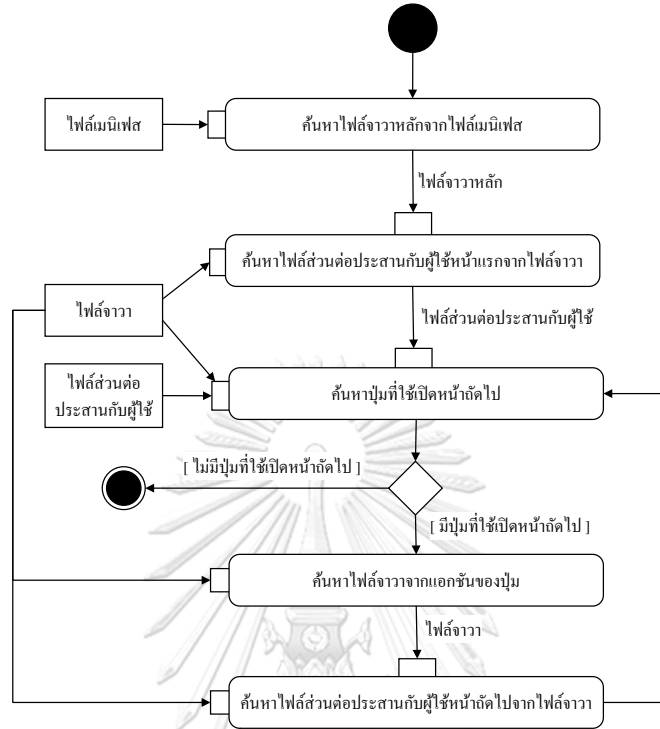 ไฟล์เมนิเฟส
ค้นหาไฟล์จาวาหลักจากไฟล์เมนิเฟส
ไฟล์จาวาหลัก
ค้นหาไฟล์ส่วนต่อประสานกับผู้ใช้หน้าแรกจากไฟล์จาวา
ไฟล์จาวา
ไฟล์ส่วนต่อประสานกับผู้ใช้
ไฟล์ส่วนต่อ
ประสานกับผู้ใช้
ค้นหาปุ่มที่ใช้เปิดหน้าถัดไป
[ ไม่มีปุ่มที่ใช้เปิดหน้าถัดไป ]
[ มีปุ่มที่ใช้เปิดหน้าถัดไป ]
ค้นหาไฟล์จาวาจากแอกชันของปุ่ม
ไฟล์จาวา
ค้นหาไฟล์ส่วนต่อประสานกับผู้ใช้หน้าถัดไปจากไฟล์จาวา